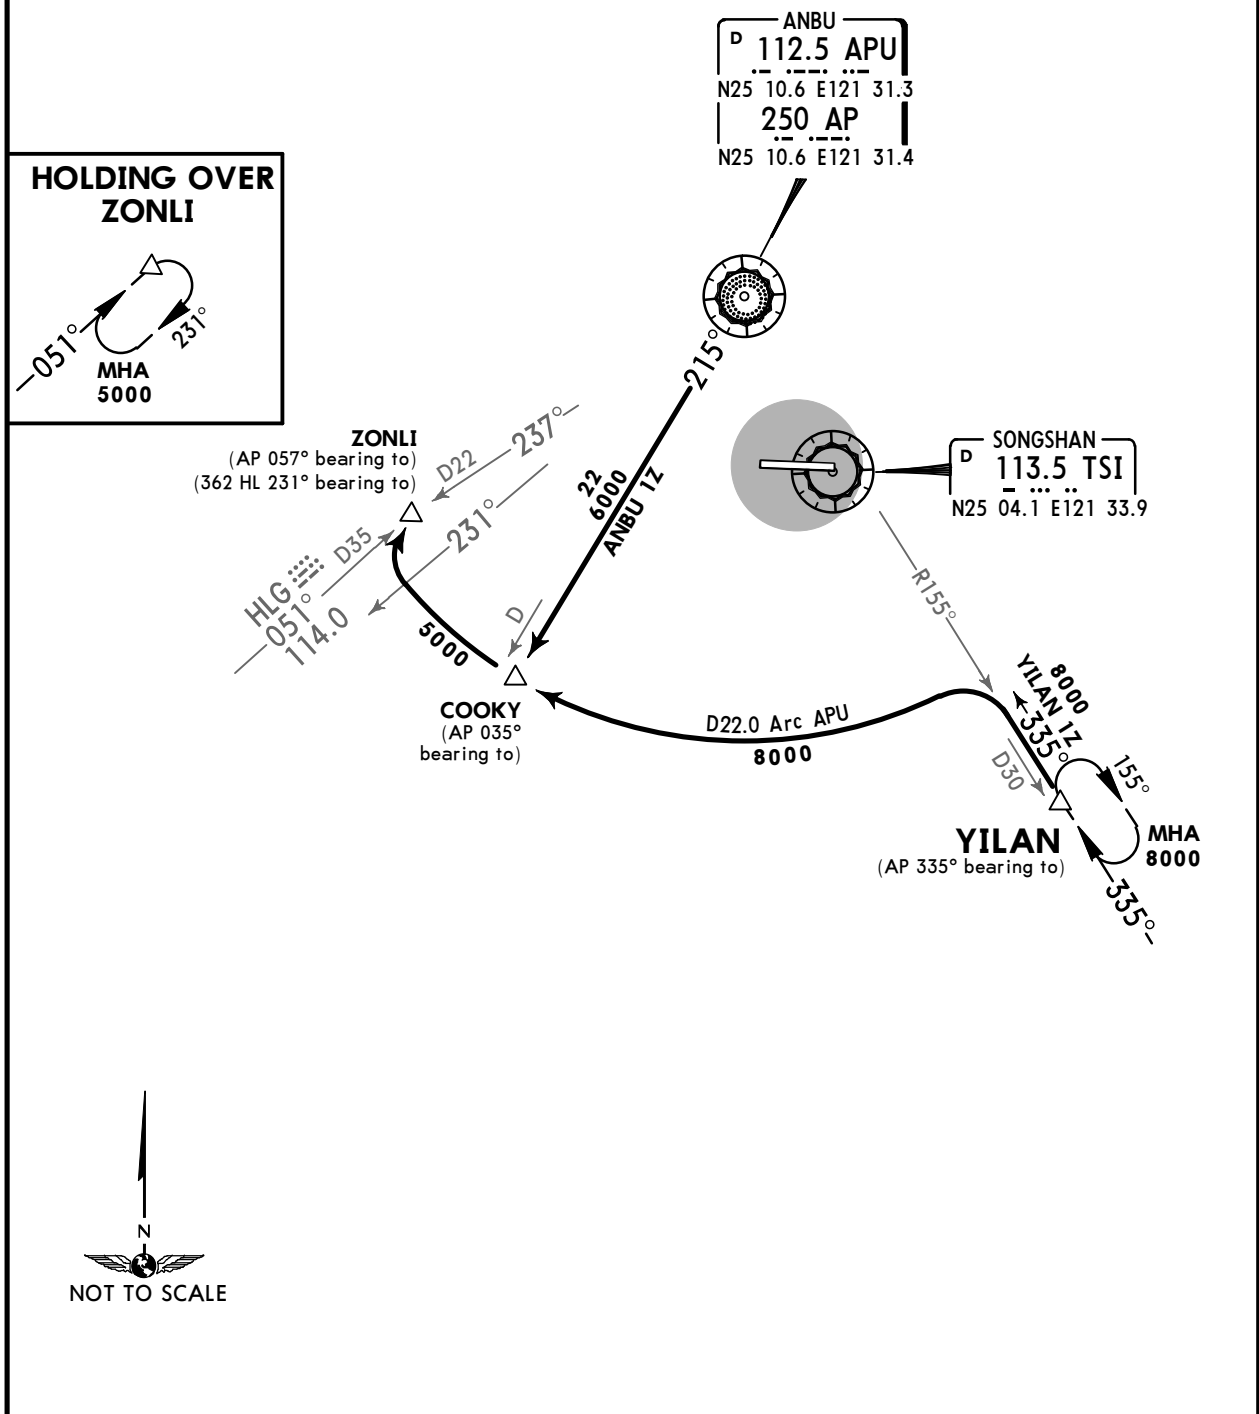 ANBU
D 112.5 APU
N25 10.6 E121 31.3
250 AP
N25 10.6 E121 31.4
HOLDING OVER
ZONLI
051°
231°
MHA
5000
215°
22
6000
ANBU 1Z
ZONLI
(AP 057° bearing to)
(362 HL 231° bearing to)
D22
237°
231°
HLG
D35
051°
114.0
5000
D
COOKY
(AP 035°
bearing to)
D22.0 Arc APU
8000
SONGSHAN
D 113.5 TSI
N25 04.1 E121 33.9
R155°
8000
YILAN 1Z
335°
D30
155°
MHA
8000
YILAN
(AP 335° bearing to)
335°
N
NOT TO SCALE